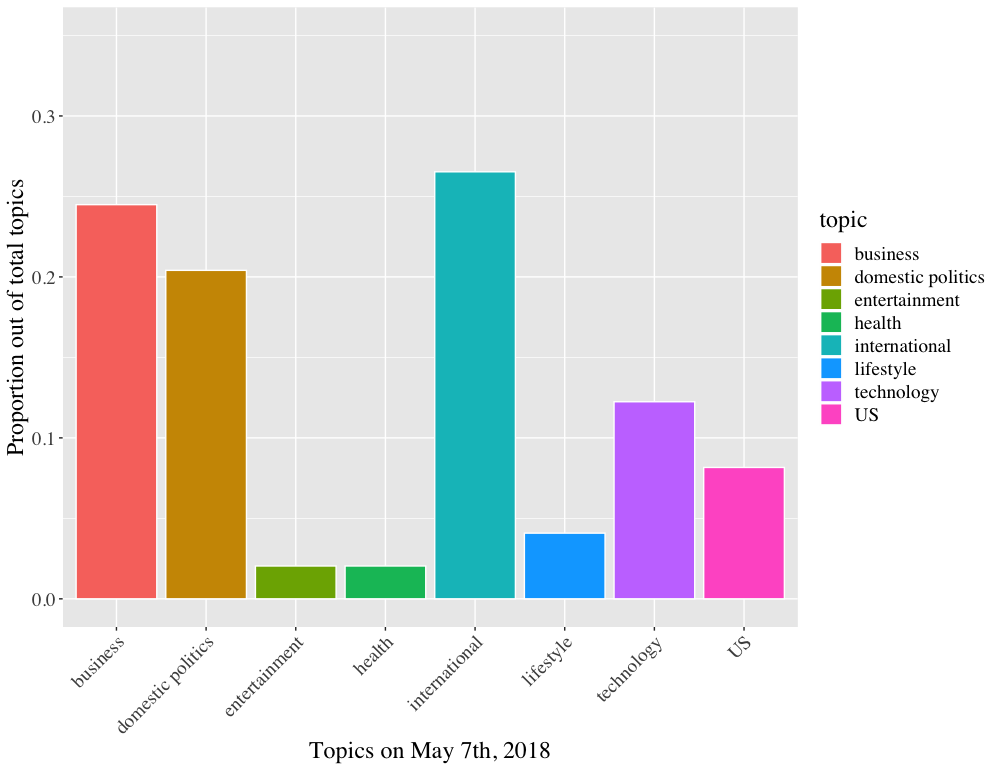 Proportion out of total topics
0.3
0.2
0.1
0.0
business
domestic politics
entertainment
health
international
lifestyle
technology
US
Topics on May 7th, 2018
topic
business
domestic politics
entertainment
health
international
lifestyle
technology
US